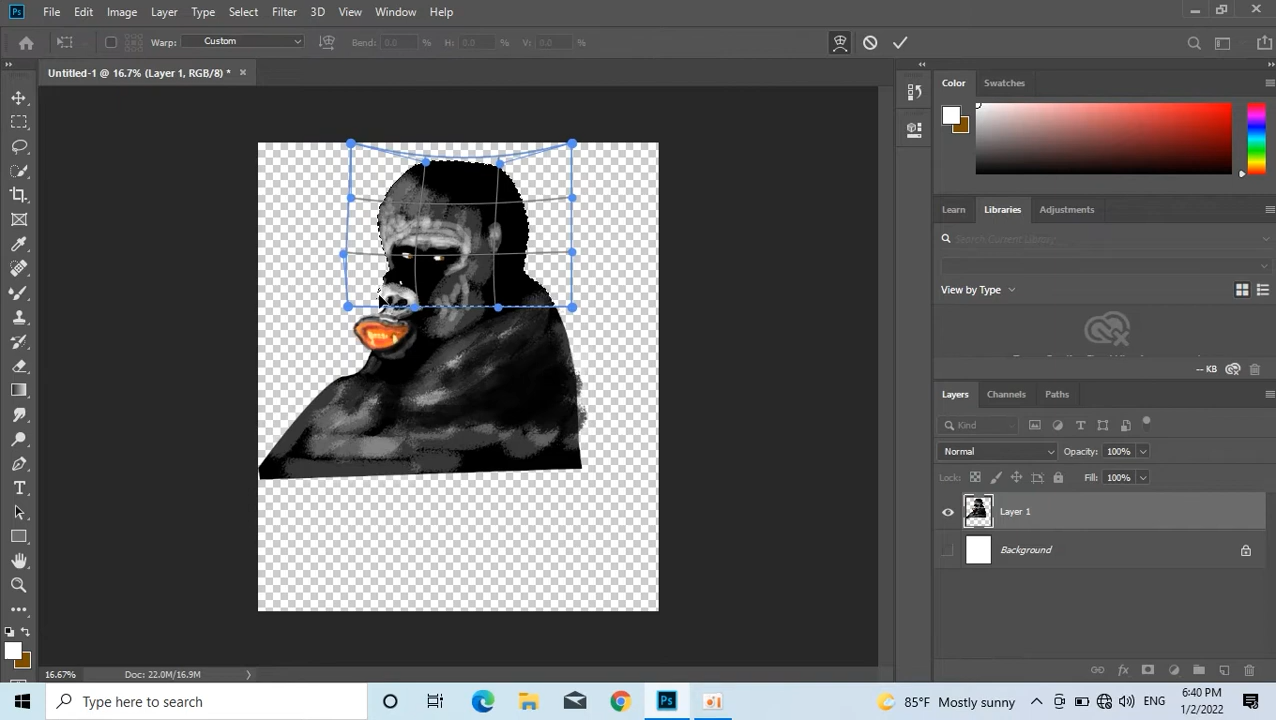 Ps File Edit Image Layer Type Select Filter 3D View Window Help
Warp: Custom Bend: 0.0 % H: 0.0 % V: 0.0 %
Untitled-1 @ 16.7% (Layer 1, RGB/8) *
Color Swatches
Learn Libraries Adjustments
Search Current Library
View by Type
-- KB
Layers Channels Paths
Kind
Normal Opacity: 100%
Lock: Fill: 100%
Layer 1
Background
16.67% Doc: 22.0M/16.9M
Type here to search
Ps
85°F Mostly sunny
ENG
6:40 PM
1/2/2022